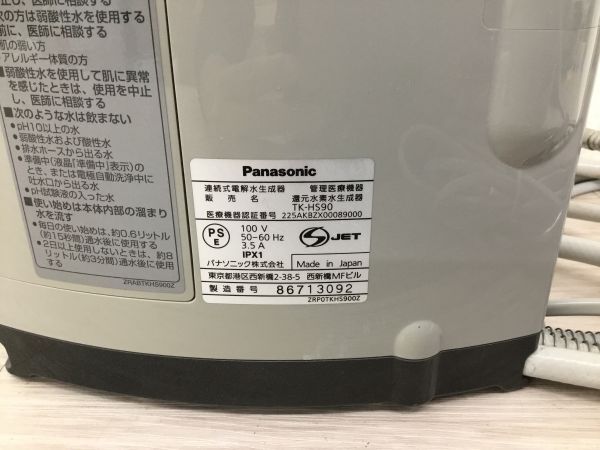 止し、医師に相談する
次の方は弱酸性水を使用する
前に、医師に相談する
肌の弱い方
アレルギー体質の方
■弱酸性水を使用して肌に異常
を感じたときは、使用を中止
し、医師に相談する
■次のような水は飲まない
●pH10以上の水
●弱酸性水および酸性水
●排水ホースから出る水
●準備中(液晶「準備中」表示)の
とき、または電極自動洗浄中に
吐水口から出る水
●pH試験液の入った水
■使い始めは本体内部の溜まり
水を流す
●毎日の使い始めは、約0.6リットル
(約15秒間)通水後に使用する
●2日以上使用しないときは、約8
リットル(約3分間)通水後に使用
する
ZRABTKHS900Z
Panasonic
連続式電解水生成器 管理医療機器
販売名 還元水素水生成器
TK-HS90
医療機器認証番号 225AKBZX00089000
PS
E
100 V
50-60 Hz
3.5 A
IPX1
S JET
パナソニック株式会社 Made in Japan
東京都港区西新橋2-38-5 西新橋MFビル
製造番号 86713092
ZRP0TKHS900Z